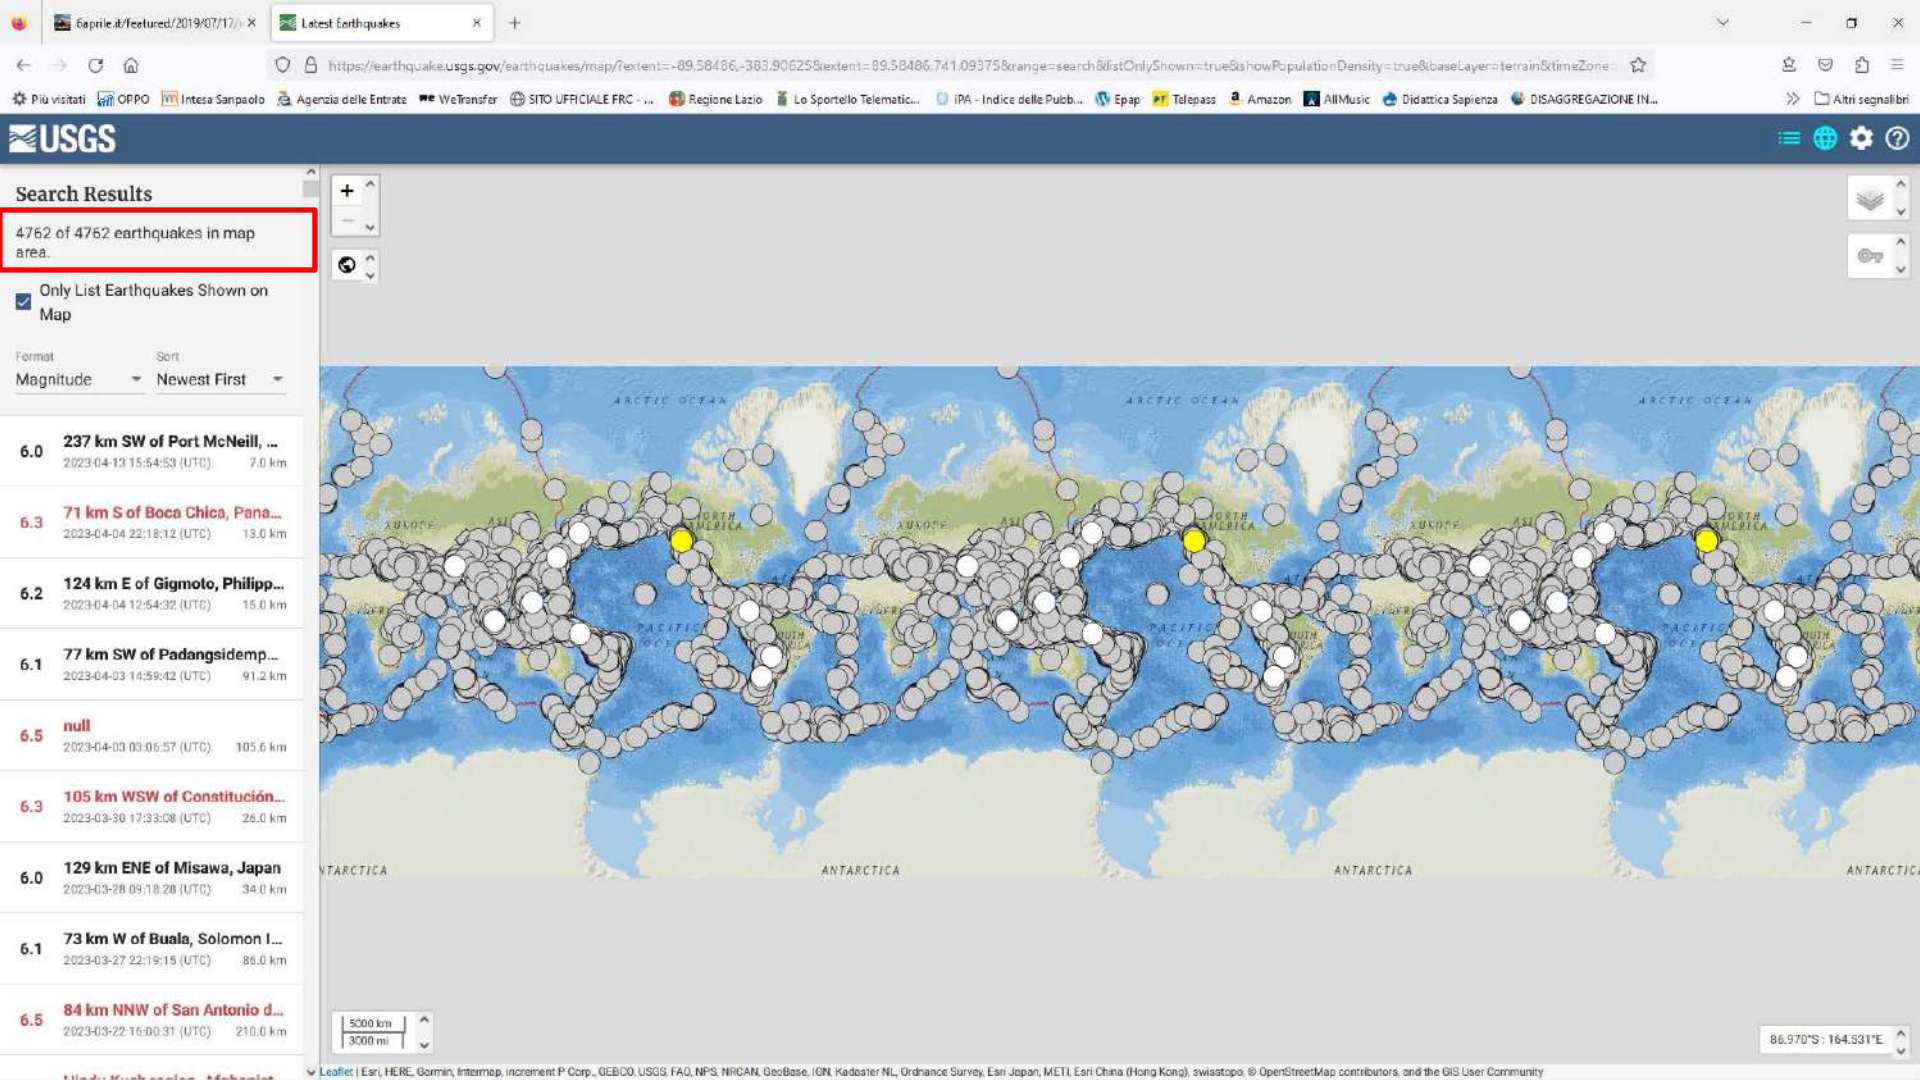 6aprile.it/featured/2019/07/17/
Latest Earthquakes
https://earthquake.usgs.gov/earthquakes/map/?extent=-89.58486,-383.90625&extent=89.58486,741.09375&range=search&listOnlyShown=true&showPopulationDensity=true&baseLayer=terrain&timeZone=
Più visitati OPPO Intesa Sanpaolo Agenzia delle Entrate WeTransfer SITO UFFICIALE FRC - ... Regione Lazio Lo Sportello Telematic... iPA - Indice delle Pubb... Epap Telepass Amazon AllMusic Didattica Sapienza DISAGGREGAZIONE IN... Altri segnalibri
USGS
Search Results
4762 of 4762 earthquakes in map
area.
Only List Earthquakes Shown on
Map
Format Sort
Magnitude Newest First
6.0 237 km SW of Port McNeill, ...
2023-04-13 15:54:53 (UTC) 7.0 km
6.3 71 km S of Boca Chica, Pana...
2023-04-04 22:18:12 (UTC) 13.0 km
6.2 124 km E of Gigmoto, Philipp...
2023-04-04 12:54:32 (UTC) 15.0 km
6.1 77 km SW of Padangsidemp...
2023-04-03 14:59:42 (UTC) 91.2 km
6.5 null
2023-04-03 03:06:57 (UTC) 105.6 km
6.3 105 km WSW of Constitución...
2023-03-30 17:33:08 (UTC) 26.0 km
6.0 129 km ENE of Misawa, Japan
2023-03-28 09:18:28 (UTC) 34.0 km
6.1 73 km W of Buala, Solomon I...
2023-03-27 22:19:15 (UTC) 86.0 km
6.5 84 km NNW of San Antonio d...
2023-03-22 16:00:31 (UTC) 210.0 km
ARCTIC OCEAN ARCTIC OCEAN ARCTIC OCEAN
EUROPE NORTH AMERICA EUROPE NORTH AMERICA EUROPE NORTH AMERICA
PACIFIC PACIFIC PACIFIC
NTARCTICA ANTARCTICA ANTARCTICA ANTARCTIC
5000 km
3000 mi
86.970°S : 164.531°E
Leaflet | Esri, HERE, Garmin, Intermap, increment P Corp., GEBCO, USGS, FAO, NPS, NRCAN, GeoBase, IGN, Kadaster NL, Ordnance Survey, Esri Japan, METI, Esri China (Hong Kong), swisstopo, © OpenStreetMap contributors, and the GIS User Community